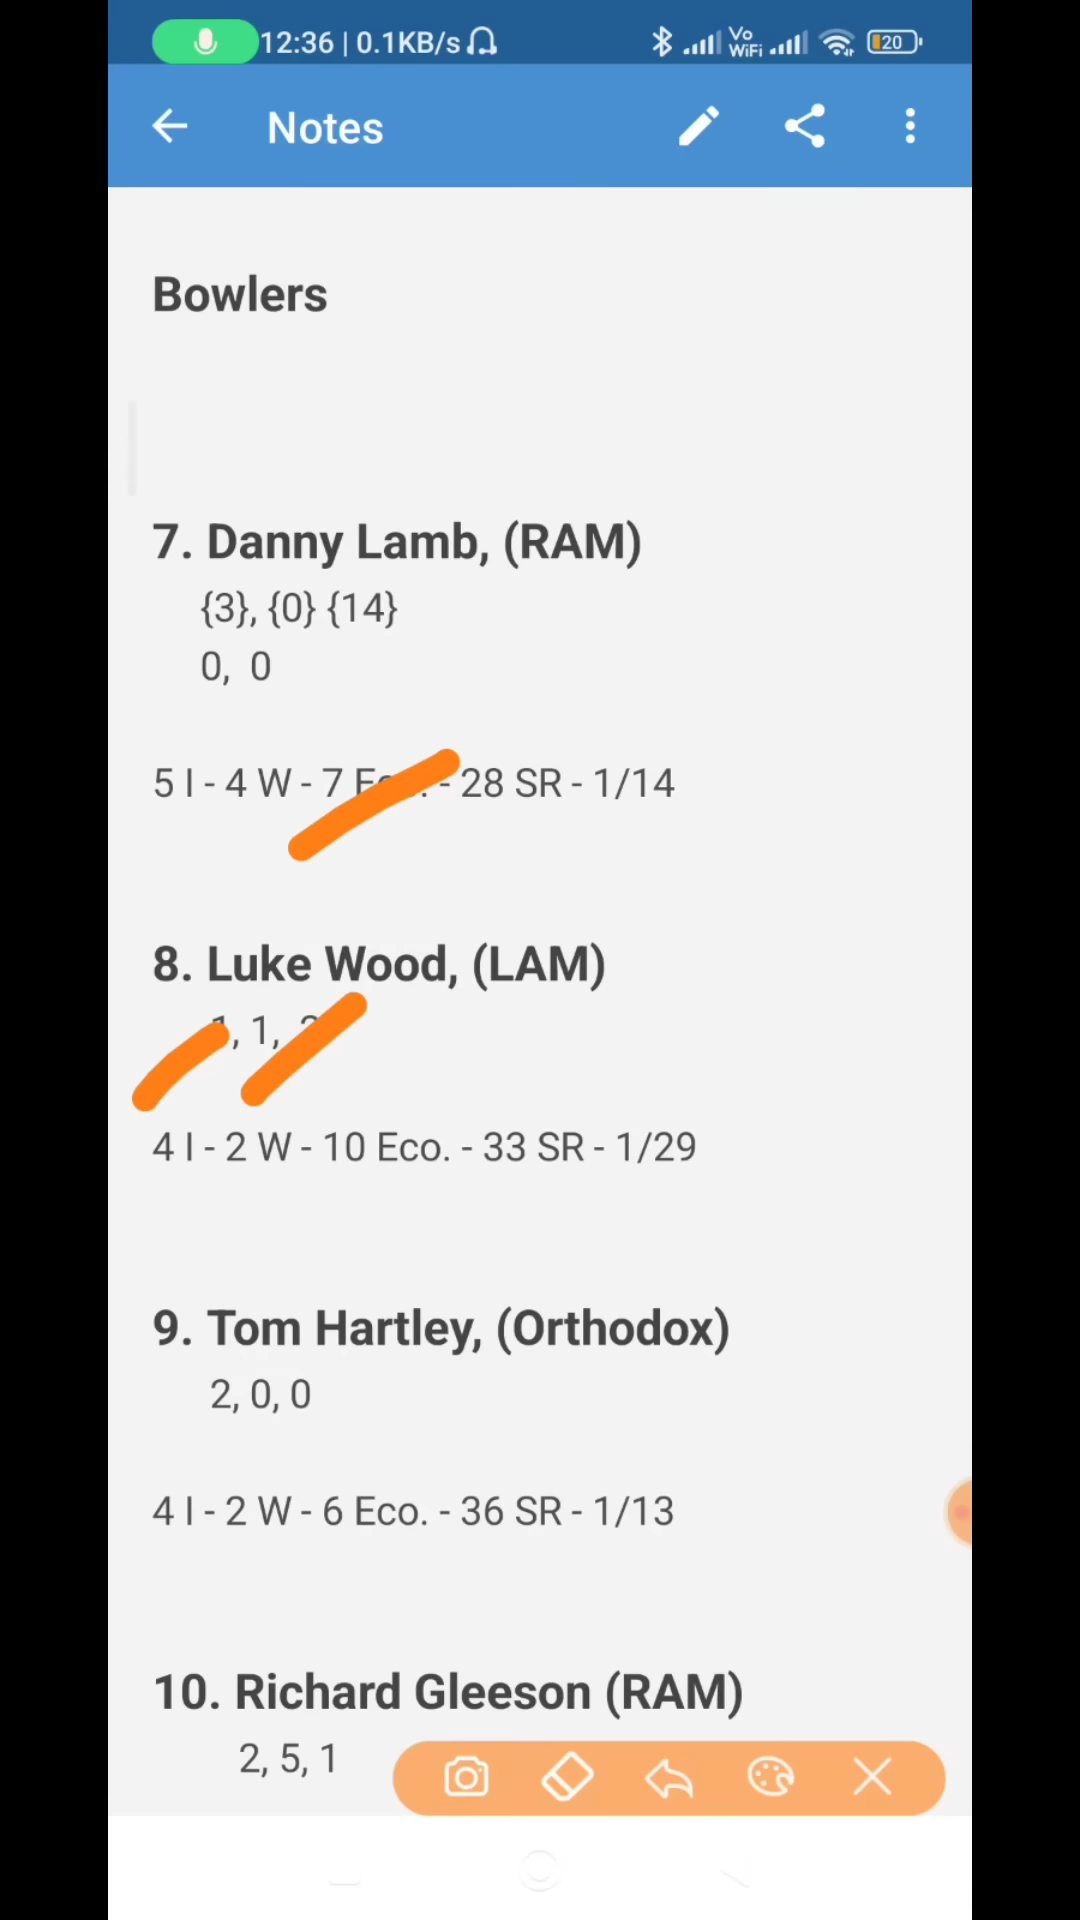 12:36 | 0.1KB/s Vo WiFi 20
Notes
Bowlers
7. Danny Lamb, (RAM)
{3}, {0} {14}
0, 0
5 I - 4 W - 7 - 28 SR - 1/14
8. Luke Wood, (LAM)
, 1,
4 I - 2 W - 10 Eco. - 33 SR - 1/29
9. Tom Hartley, (Orthodox)
2, 0, 0
4 I - 2 W - 6 Eco. - 36 SR - 1/13
10. Richard Gleeson (RAM)
2, 5, 1